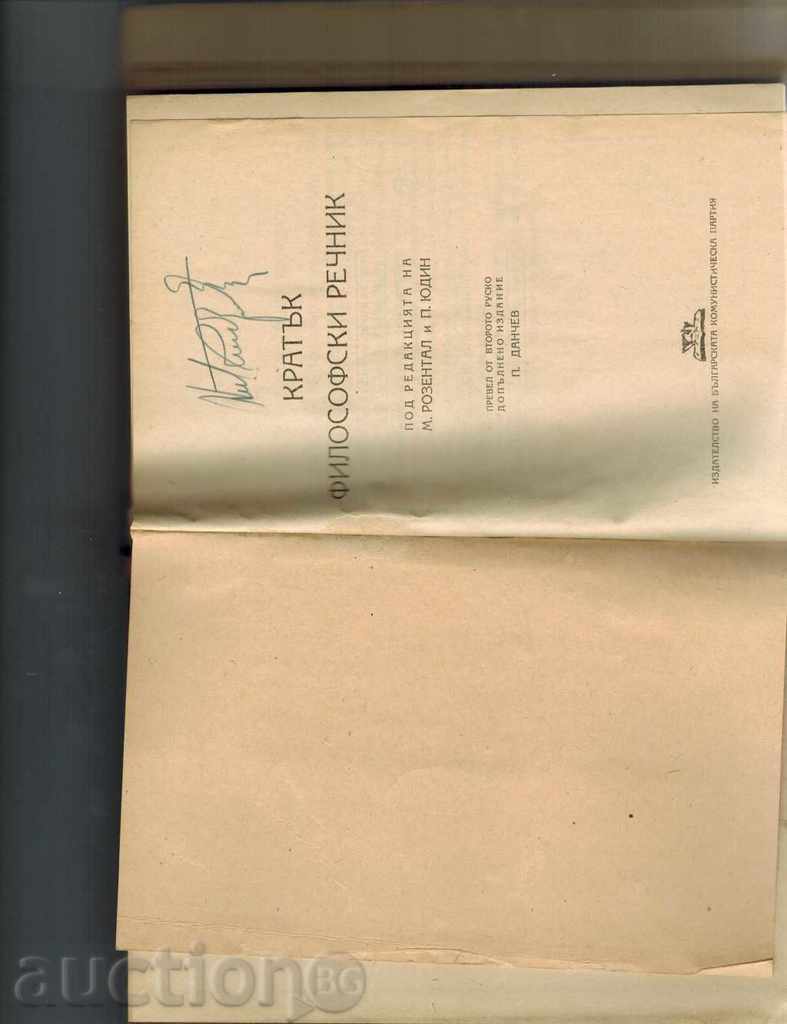 КРАТЪК
ФИЛОСОФСКИ РЕЧНИК
ПОД РЕДАКЦИЯТА НА
М. РОЗЕНТАЛ и П. ЮДИН
ПРЕВЕЛ ОТ ВТОРОТО РУСКО
ДОПЪЛНЕНО ИЗДАНИЕ
П. ДАНЧЕВ
ИЗДАТЕЛСТВО НА БЪЛГАРСКАТА КОМУНИСТИЧЕСКА ПАРТИЯ
auction BG